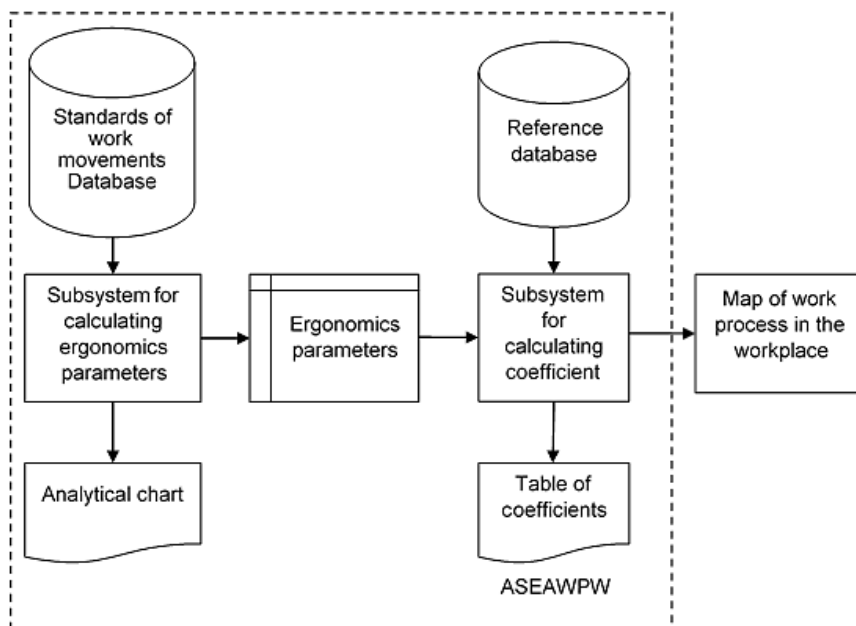 Standards of
work
movements
Database
Reference
database
Subsystem for
calculating
ergonomics
parameters
Ergonomics
parameters
Subsystem
for
calculating
coefficient
Map of work
process in the
workplace
Analytical chart
Table of
coefficients
ASEAWPW